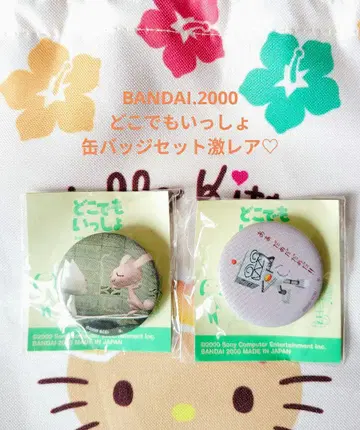 BANDAI.2000
どこでもいっしょ
缶バッジセット激レア♡
Hello Kitty
どこでも
いっしょ
©2000 Sony Computer Entertainment Inc.
BANDAI 2000 MADE IN JAPAN
どこでも
いっしょ
©2000 Sony Computer Entertainment Inc.
BANDAI 2000 MADE IN JAPAN